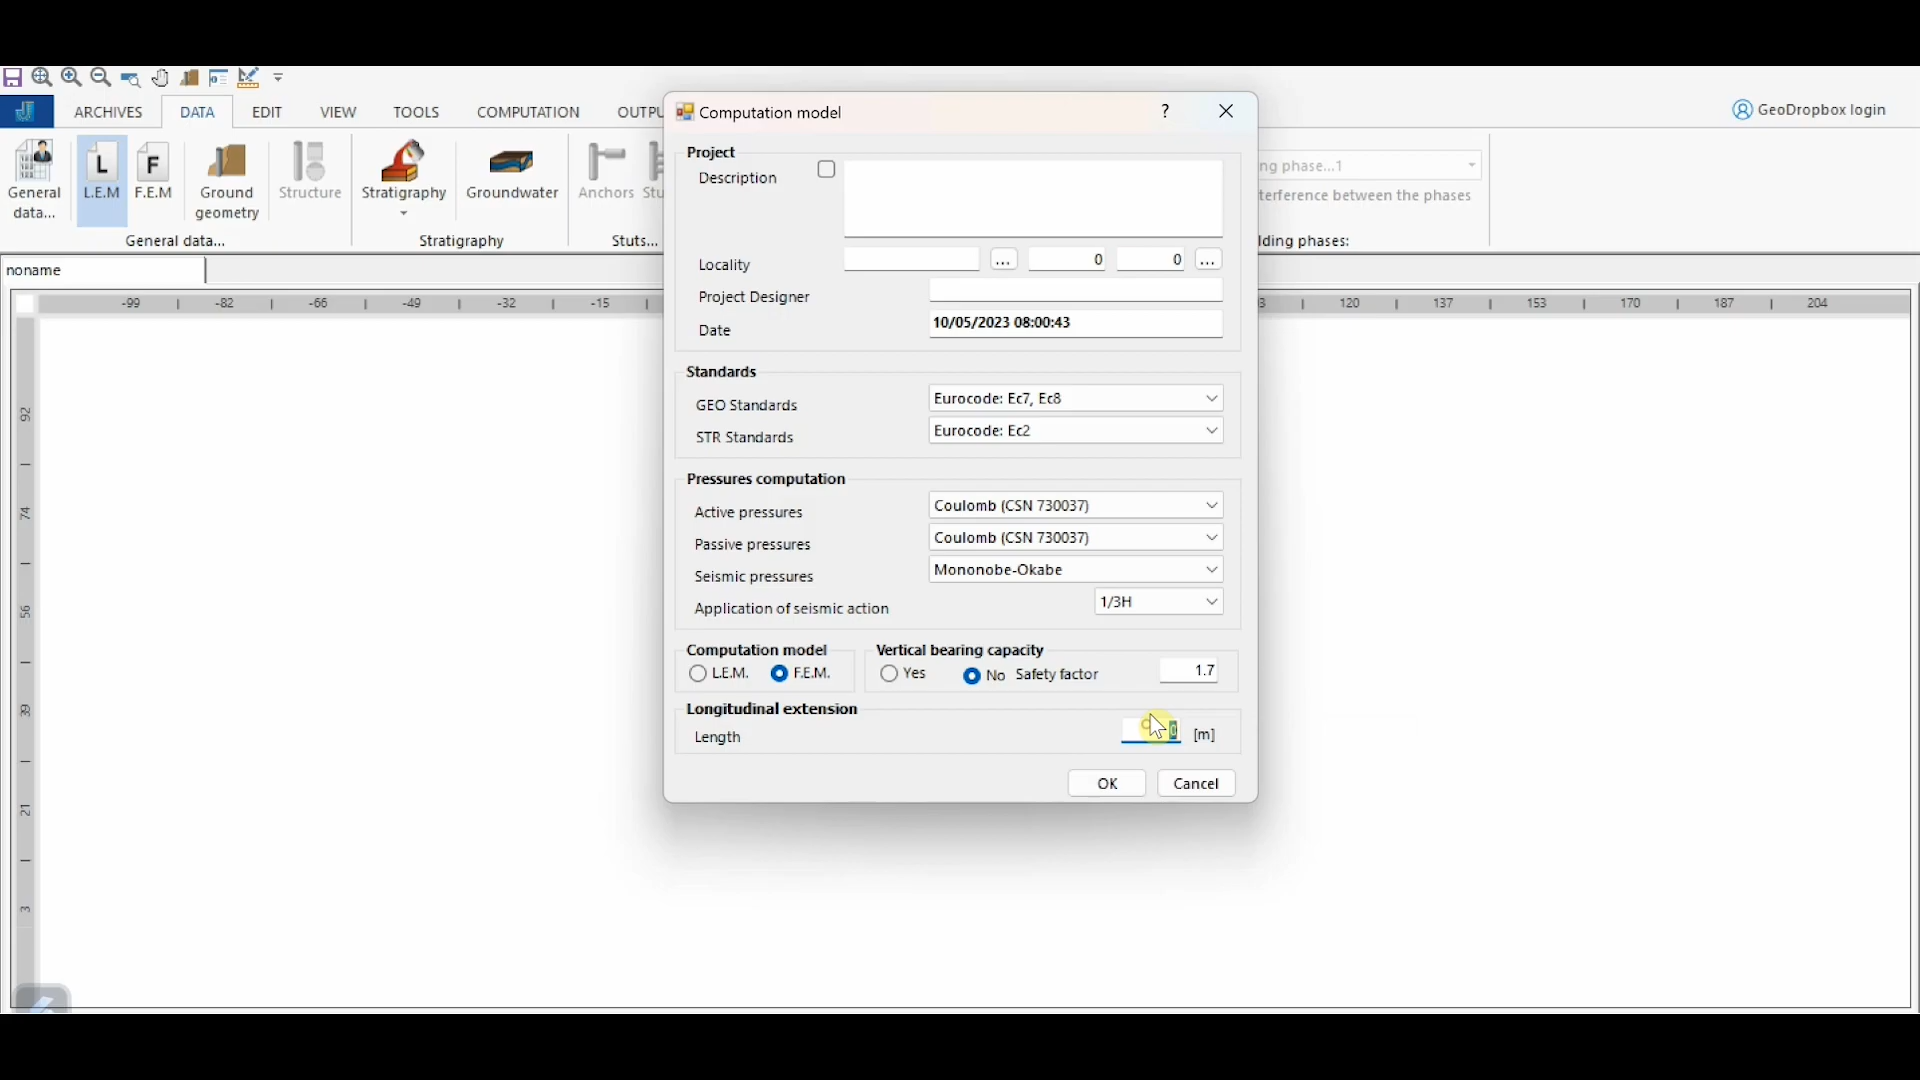 ARCHIVES DATA EDIT VIEW TOOLS COMPUTATION OUTPU
GeoDropbox login
General data...
L.E.M
F.E.M
Ground geometry
Structure
Stratigraphy
Groundwater
Anchors
Stu
General data...
Stratigraphy
Stuts...
ng phase...1
terference between the phases
lding phases:
noname
-99 -82 -66 -49 -32 -15
3 120 137 153 170 187 204
92
74
56
39
21
3
Computation model
?
Project
Description
Locality ... 0 0 ...
Project Designer
Date 10/05/2023 08:00:43
Standards
GEO Standards Eurocode: Ec7, Ec8
STR Standards Eurocode: Ec2
Pressures computation
Active pressures Coulomb (CSN 730037)
Passive pressures Coulomb (CSN 730037)
Seismic pressures Mononobe-Okabe
Application of seismic action 1/3H
Computation model
L.E.M. F.E.M.
Vertical bearing capacity
Yes No Safety factor 1.7
Longitudinal extension
Length [m]
OK Cancel